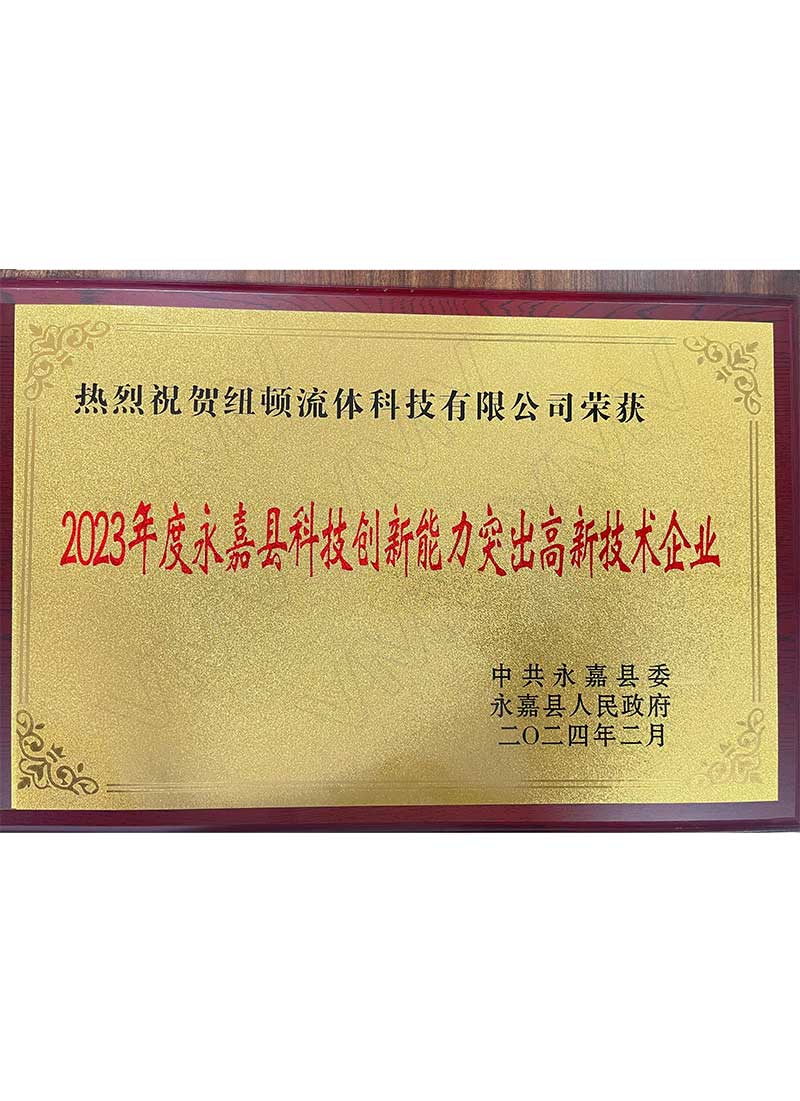 热烈祝贺纽顿流体科技有限公司荣获
2023年度永嘉县科技创新能力突出高新技术企业
中共永嘉县委
永嘉县人民政府
二〇二四年二月